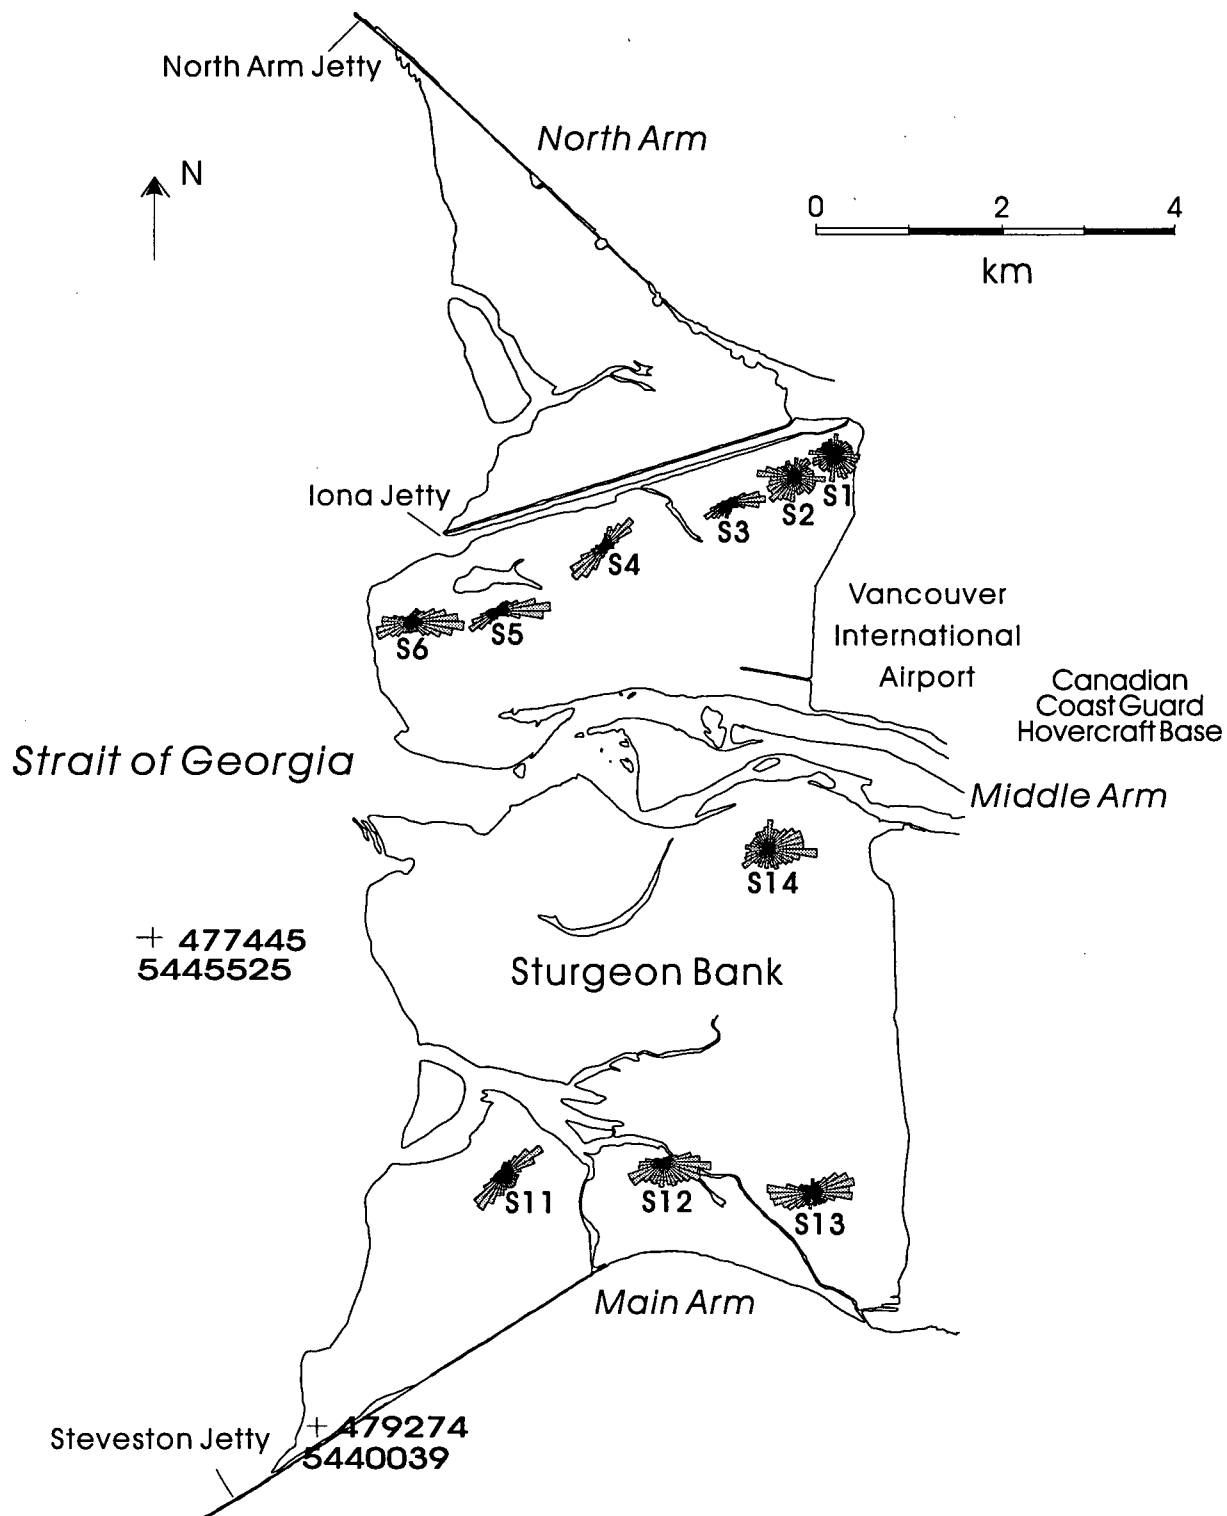 North Arm Jetty
North Arm
N
0 2 4
km
Iona Jetty
S1
S2
S3
S4
S5
S6
Vancouver
International
Airport
Canadian
Coast Guard
Hovercraft Base
Strait of Georgia
Middle Arm
S14
477445
5445525
Sturgeon Bank
S11
S12
S13
Main Arm
Steveston Jetty
479274
5440039